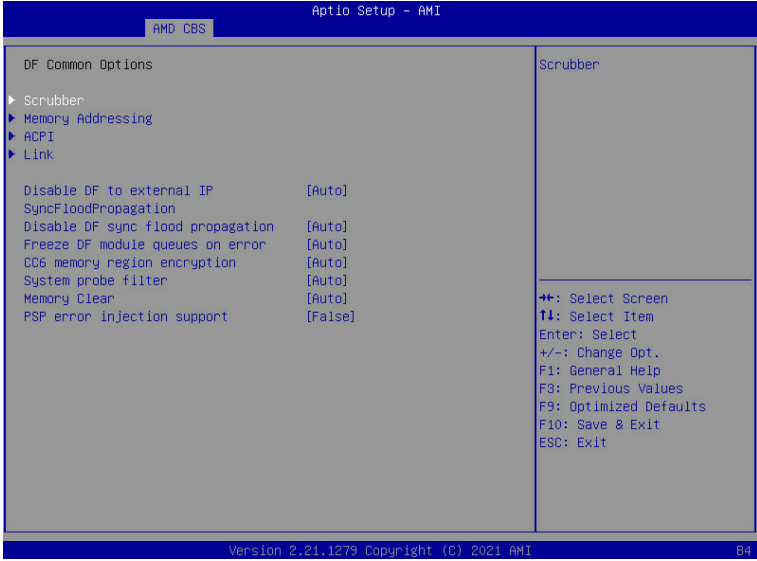 Aptio Setup – AMI
AMD CBS
DF Common Options
Scrubber
Memory Addressing
ACPI
Link
Disable DF to external IP [Auto]
SyncFloodPropagation
Disable DF sync flood propagation [Auto]
Freeze DF module queues on error [Auto]
CC6 memory region encryption [Auto]
System probe filter [Auto]
Memory Clear [Auto]
PSP error injection support [False]
Scrubber
→←: Select Screen
↑↓: Select Item
Enter: Select
+/-: Change Opt.
F1: General Help
F3: Previous Values
F9: Optimized Defaults
F10: Save & Exit
ESC: Exit
Version 2.21.1279 Copyright (C) 2021 AMI
B4